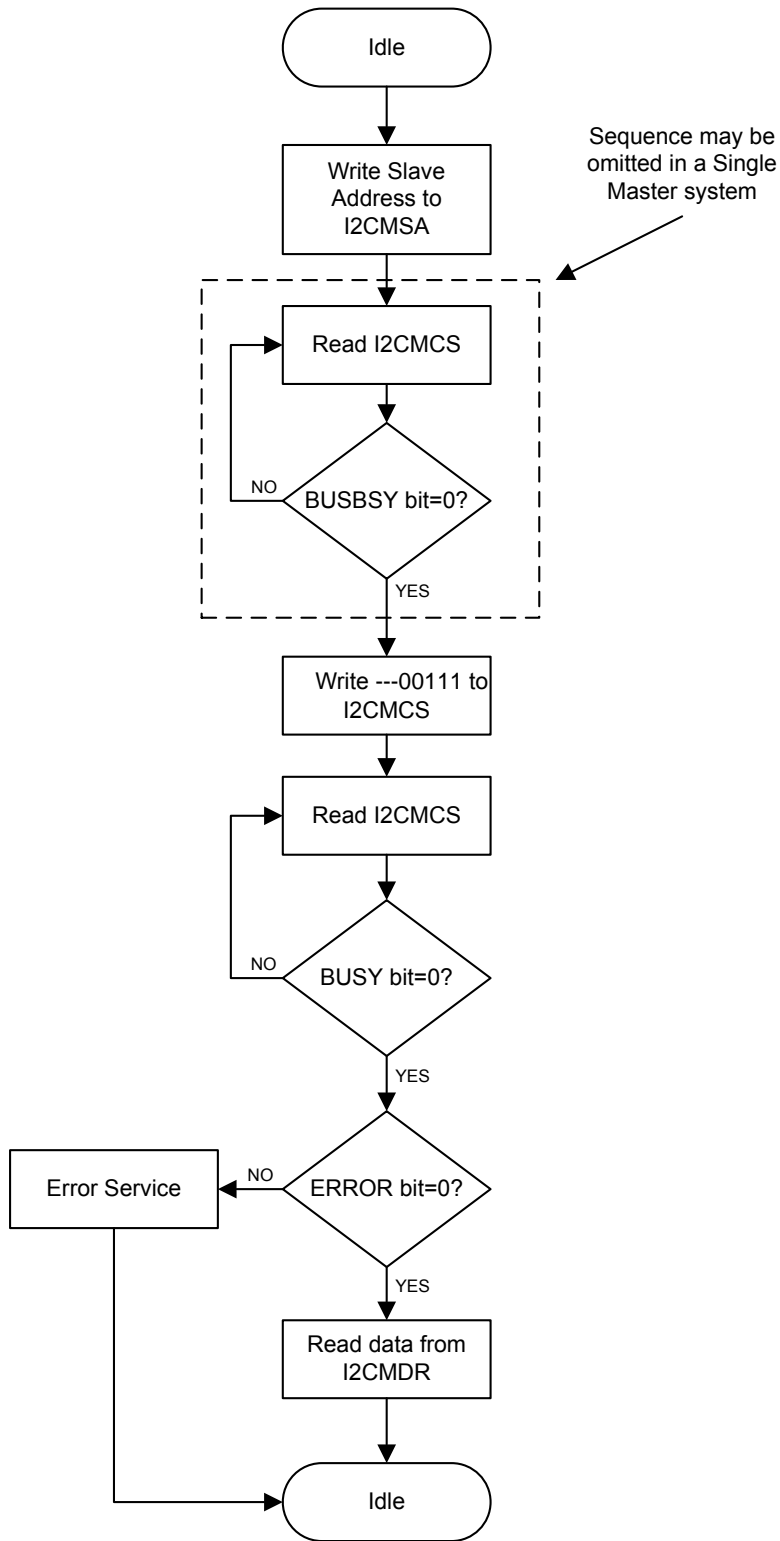 Idle
Sequence may be
omitted in a Single
Master system
Write Slave
Address to
I2CMSA
Read I2CMCS
NO
BUSBSY bit=0?
YES
Write ---00111 to
I2CMCS
Read I2CMCS
NO
BUSY bit=0?
YES
Error Service
NO
ERROR bit=0?
YES
Read data from
I2CMDR
Idle